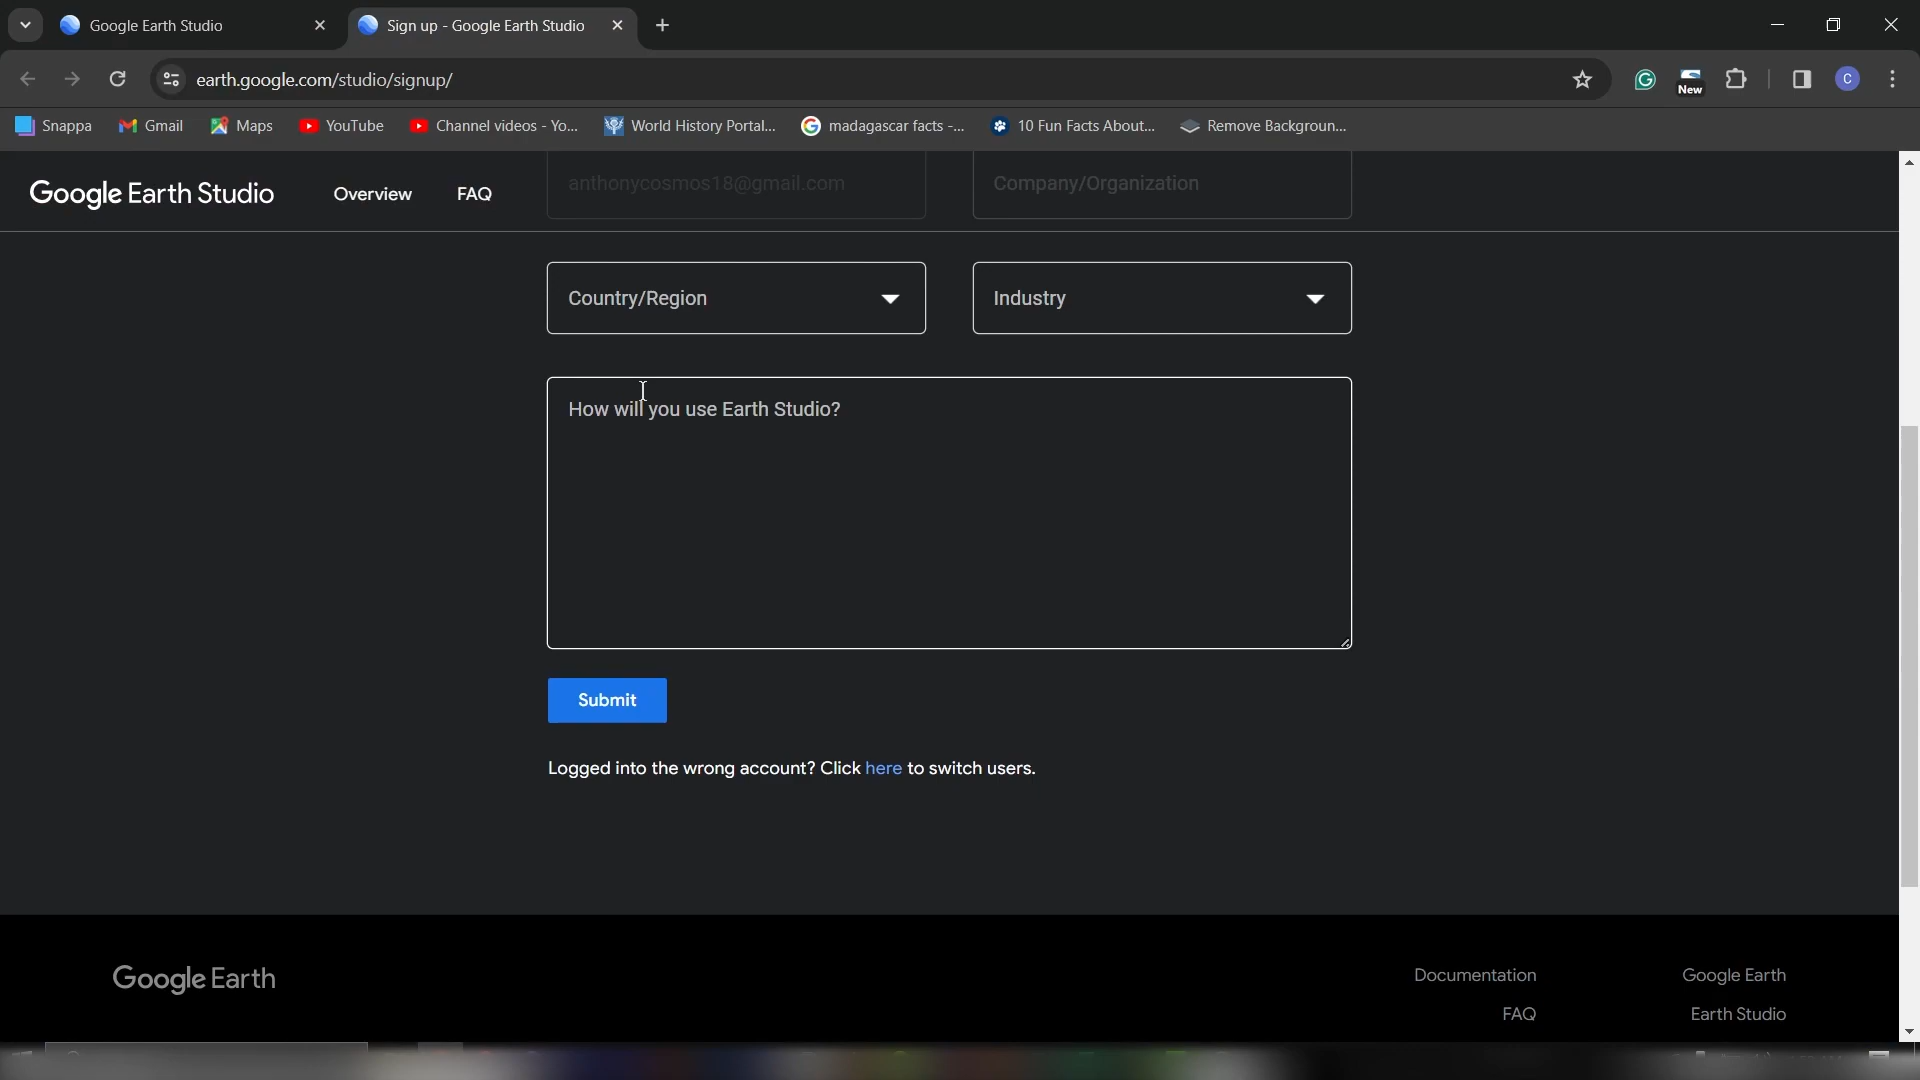 Google Earth Studio
Sign up - Google Earth Studio
earth.google.com/studio/signup/
New
C
Snappa
Gmail
Maps
YouTube
Channel videos - Yo...
World History Portal...
madagascar facts -...
10 Fun Facts About...
Remove Backgroun...
Google Earth Studio
Overview
FAQ
anthonycosmos18@gmail.com
Company/Organization
Country/Region
Industry
How will you use Earth Studio?
Submit
Logged into the wrong account? Click here to switch users.
Google Earth
Documentation
Google Earth
FAQ
Earth Studio